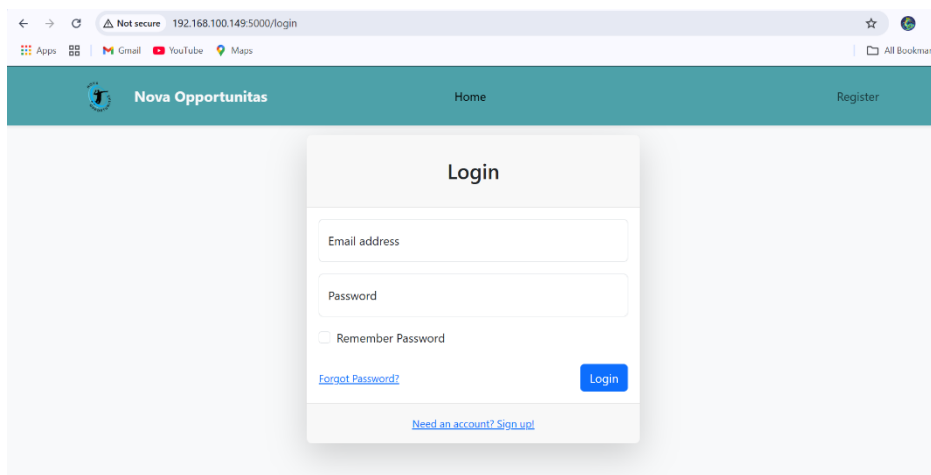 Not secure 192.168.100.149:5000/login
Apps Gmail YouTube Maps All Bookmar
Nova Opportunitas Home Register
Login
Email address
Password
Remember Password
Forgot Password? Login
Need an account? Sign up!